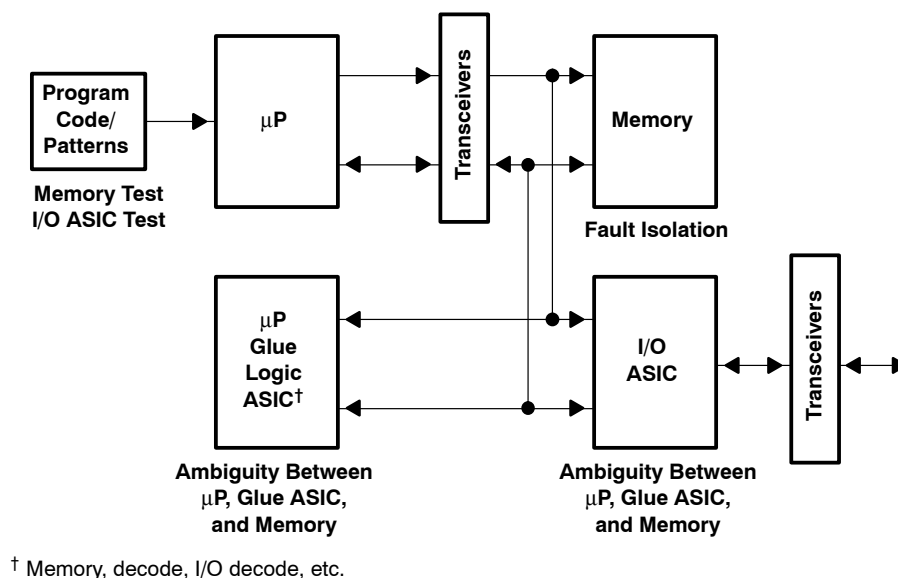 Program
Code/
Patterns
Memory Test
I/O ASIC Test
μP
Transceivers
Memory
Fault Isolation
μP
Glue
Logic
ASIC†
Ambiguity Between
μP, Glue ASIC,
and Memory
I/O
ASIC
Ambiguity Between
μP, Glue ASIC,
and Memory
Transceivers
† Memory, decode, I/O decode, etc.